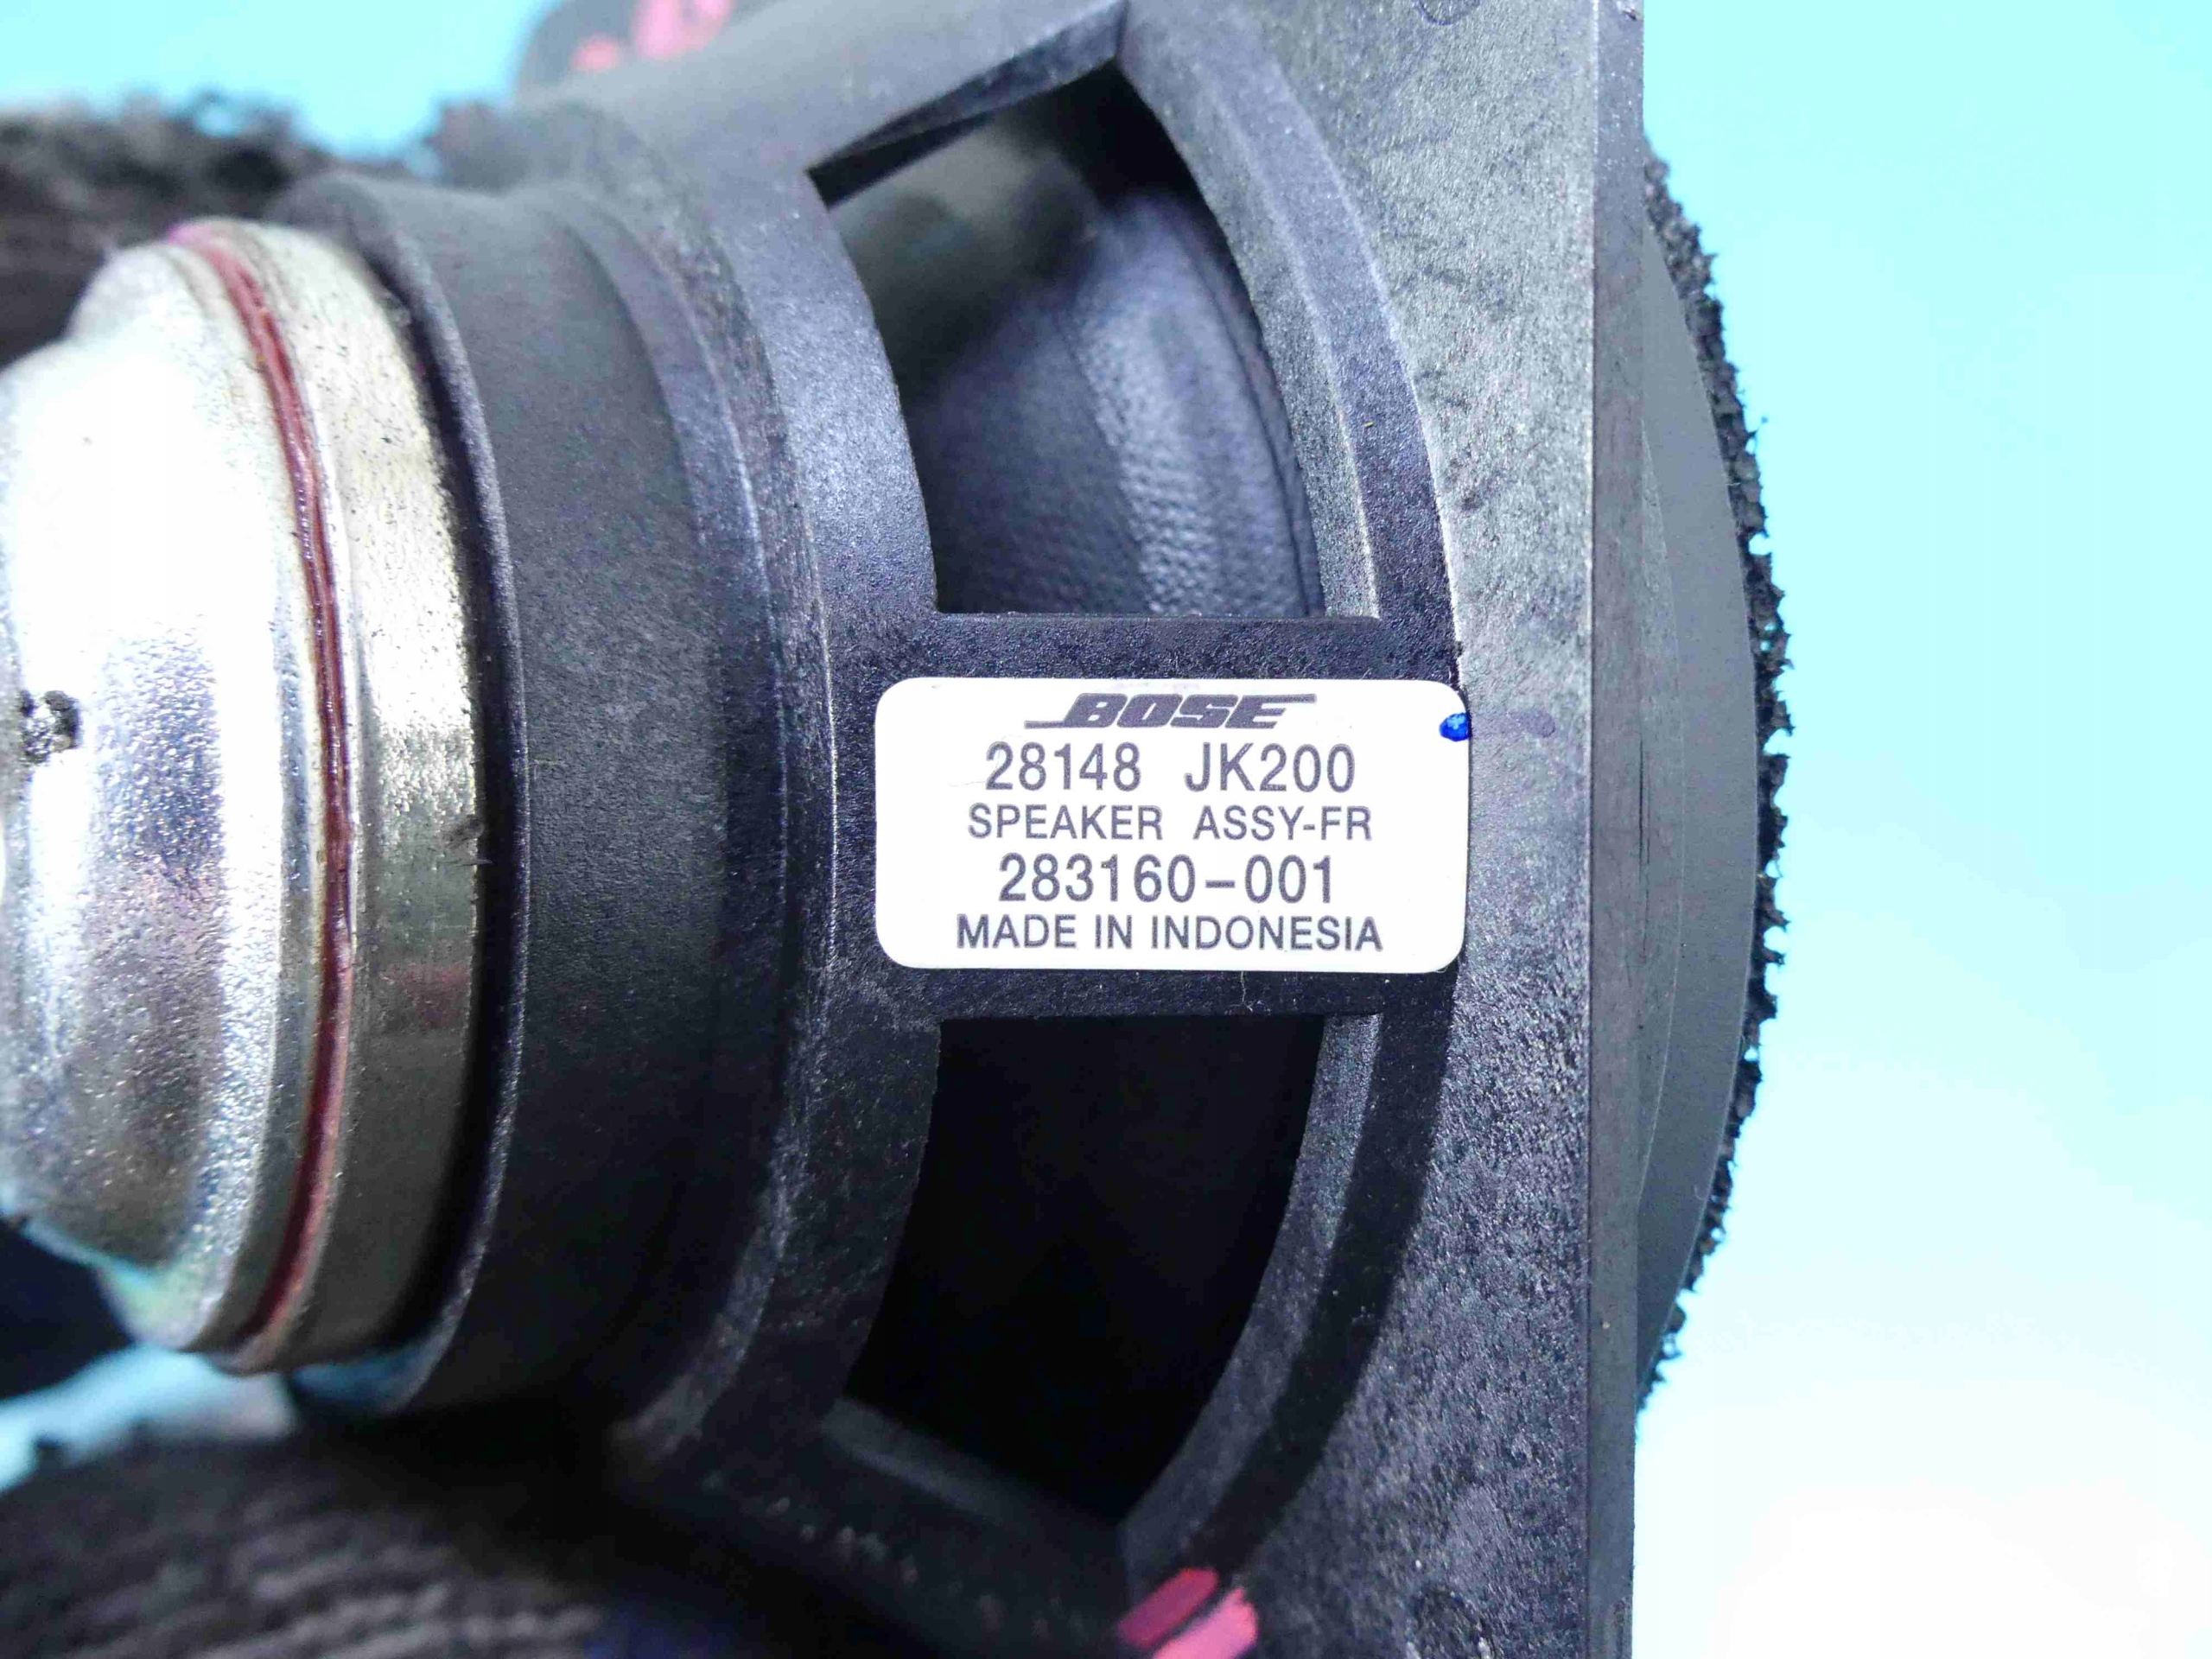 BOSE
28148 JK200
SPEAKER ASSY-FR
283160-001
MADE IN INDONESIA